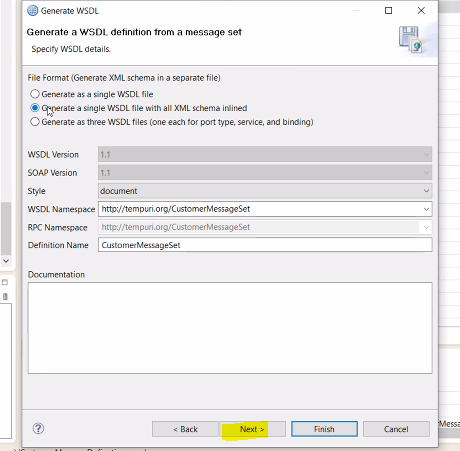 Generate WSDL
Generate a WSDL definition from a message set
Specify WSDL details.
File Format (Generate XML schema in a separate file)
Generate as a single WSDL file
Generate a single WSDL file with all XML schema inlined
Generate as three WSDL files (one each for port type, service, and binding)
WSDL Version 1.1
SOAP Version 1.1
Style document
WSDL Namespace http://tempuri.org/CustomerMessageSet
RPC Namespace http://tempuri.org/CustomerMessageSet
Definition Name CustomerMessageSet
Documentation
? < Back Next > Finish Cancel